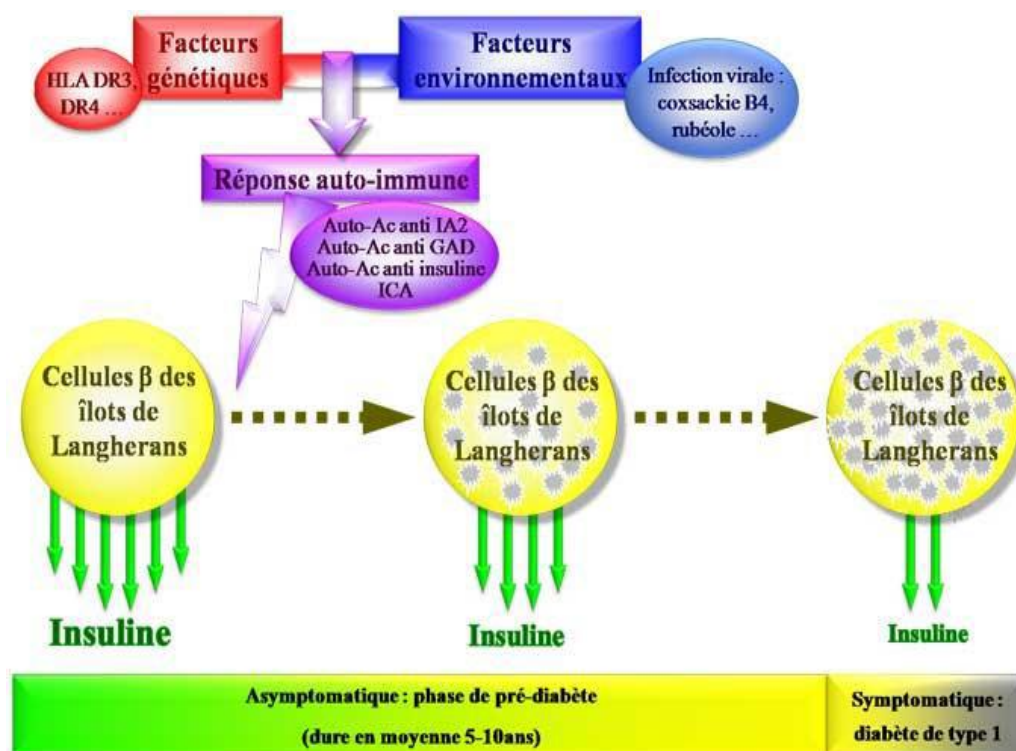 Facteurs
génétiques
Facteurs
environnementaux
HLA DR3,
DR4 ...
Infection virale :
coxsackie B4,
rubéole ...
Réponse auto-immune
Auto-Ac anti IA2
Auto-Ac anti GAD
Auto-Ac anti insuline
ICA
Cellules β des
îlots de
Langherans
Cellules β des
îlots de
Langherans
Cellules β des
îlots de
Langherans
Insuline
Insuline
Insuline
Asymptomatique : phase de pré-diabète
(dure en moyenne 5-10ans)
Symptomatique :
diabète de type 1